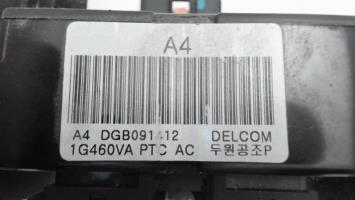 A4
A4 DGB091412 DELCOM
1G460VA PTC AC 두원공조P